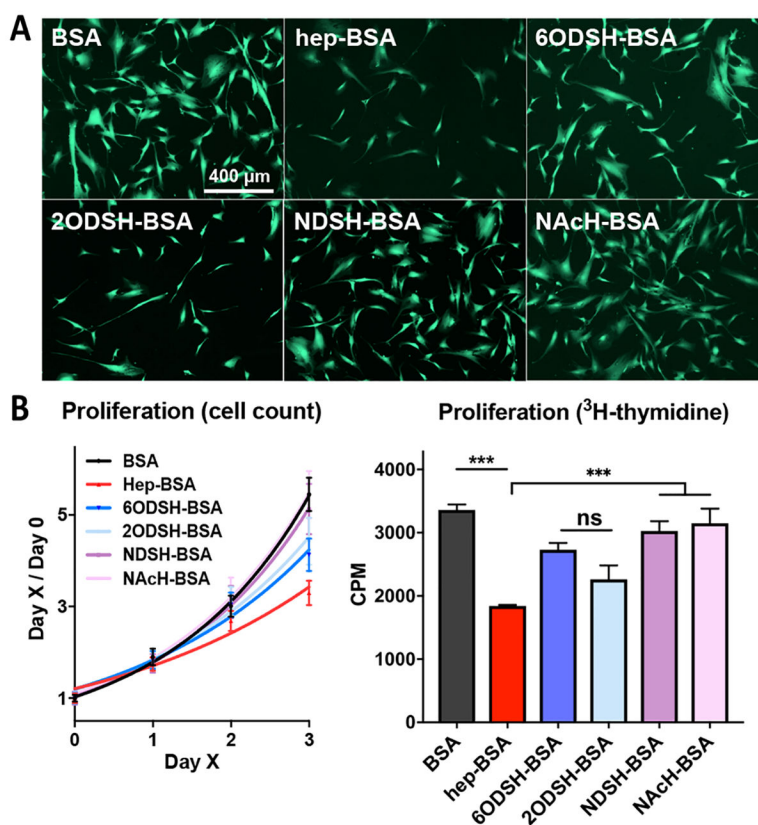 A
BSA
hep-BSA
6ODSH-BSA
400 µm
2ODSH-BSA
NDSH-BSA
NAcH-BSA
B
Proliferation (cell count)
BSA
Hep-BSA
6ODSH-BSA
2ODSH-BSA
NDSH-BSA
NAcH-BSA
Day X / Day 0
5
3
1
0
1
2
3
Day X
Proliferation (³H-thymidine)
***
***
ns
CPM
4000
3000
2000
1000
0
BSA
hep-BSA
6ODSH-BSA
2ODSH-BSA
NDSH-BSA
NAcH-BSA